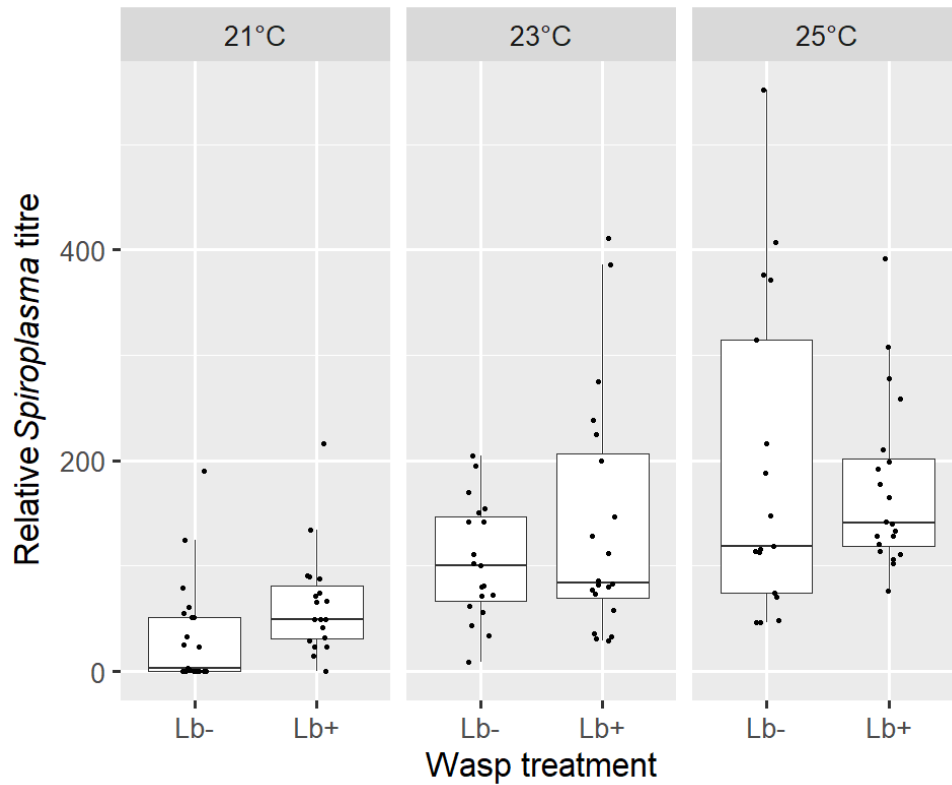 21°C 23°C 25°C
Relative Spiroplasma titre
400
200
0
Lb- Lb+ Lb- Lb+ Lb- Lb+
Wasp treatment